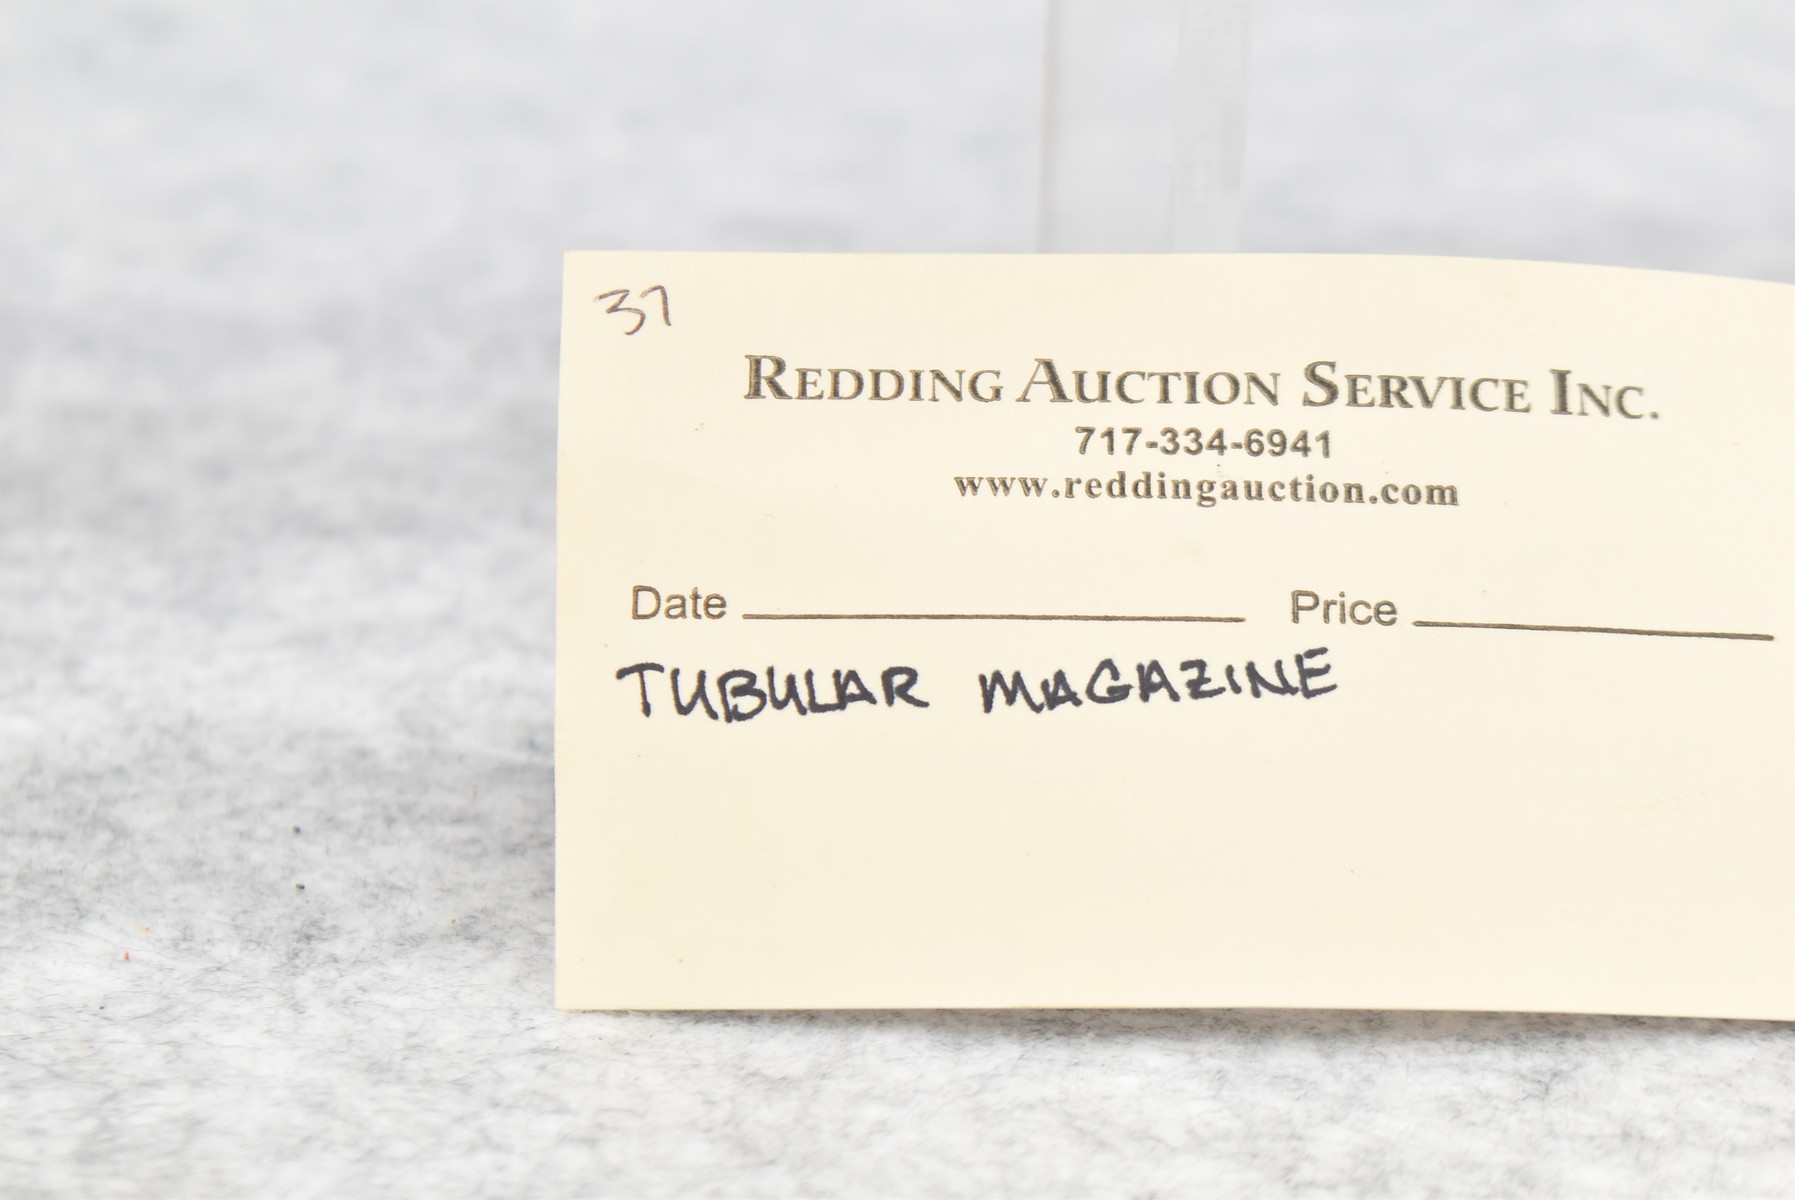 37
REDDING AUCTION SERVICE INC.
717-334-6941
www.reddingauction.com
Date Price
TUBULAR MAGAZINE